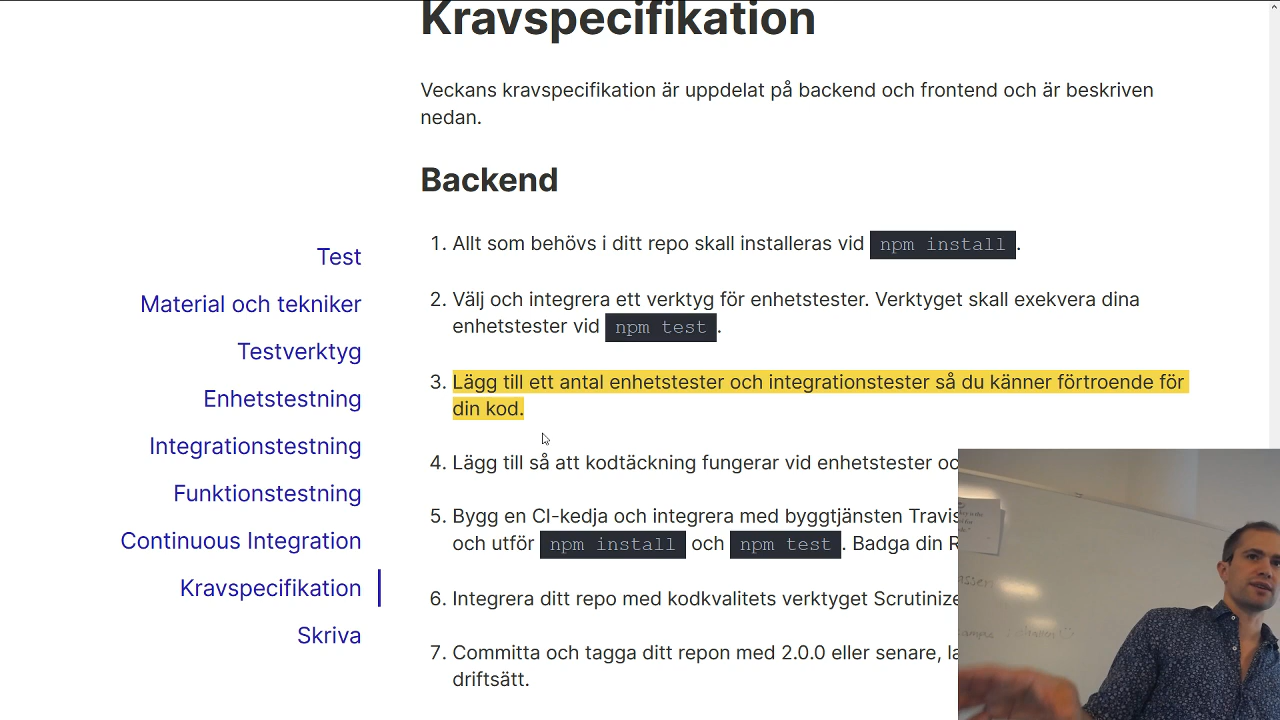 Kravspecifikation
Veckans kravspecifikation är uppdelat på backend och frontend och är beskriven
nedan.
Backend
1. Allt som behövs i ditt repo skall installeras vid npm install.
2. Välj och integrera ett verktyg för enhetstester. Verktyget skall exekvera dina
enhetstester vid npm test.
3. Lägg till ett antal enhetstester och integrationstester så du känner förtroende för
din kod.
4. Lägg till så att kodtäckning fungerar vid enhetstester
5. Bygg en CI-kedja och integrera med byggtjänsten Travis
och utför npm install och npm test. Badga din
6. Integrera ditt repo med kodkvalitets verktyget
7. Committa och tagga ditt repon med 2.0.0 eller senare,
driftsätt.
Test
Material och tekniker
Testverktyg
Enhetstestning
Integrationstestning
Funktionstestning
Continuous Integration
Kravspecifikation
Skriva